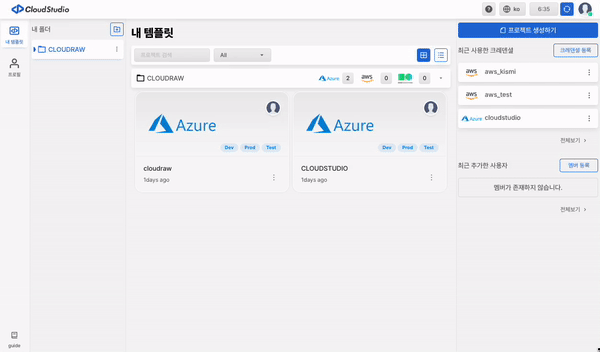 CloudStudio
ko
6:35
내 템플릿
프로필
guide
내 폴더
CLOUDRAW
내 템플릿
프로젝트 검색
All
CLOUDRAW
Azure
2
aws
0
0
Azure
Dev
Prod
Test
cloudraw
1days ago
Azure
Dev
Prod
Test
CLOUDSTUDIO
1days ago
프로젝트 생성하기
최근 사용한 크레덴셜
크레덴셜 등록
aws
aws_kismi
aws
aws_test
Azure
cloudstudio
전체보기 >
최근 추가한 사용자
멤버 등록
멤버가 존재하지 않습니다.
전체보기 >